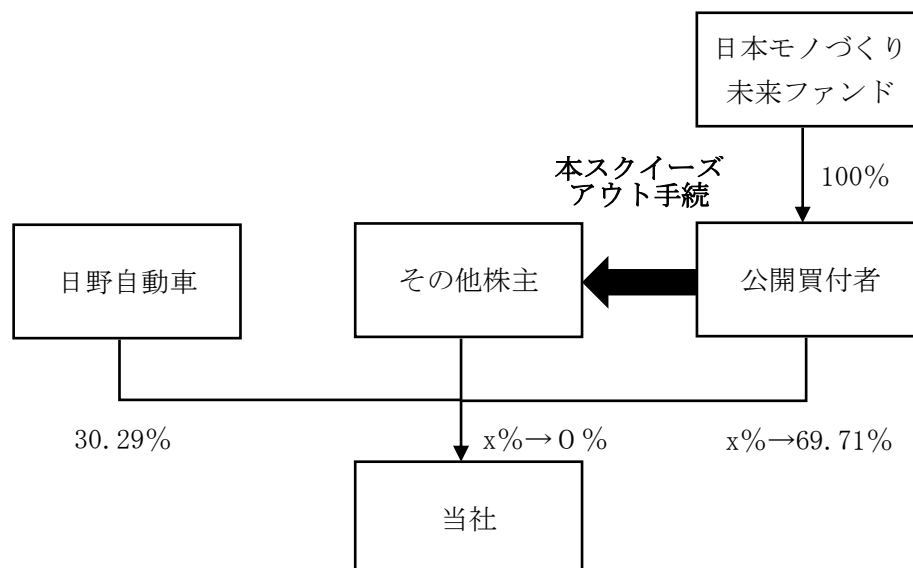 日本モノづくり
未来ファンド
本スクイーズ
アウト手続
100%
日野自動車
その他株主
公開買付者
30.29%
x%→０%
x%→69.71%
当社